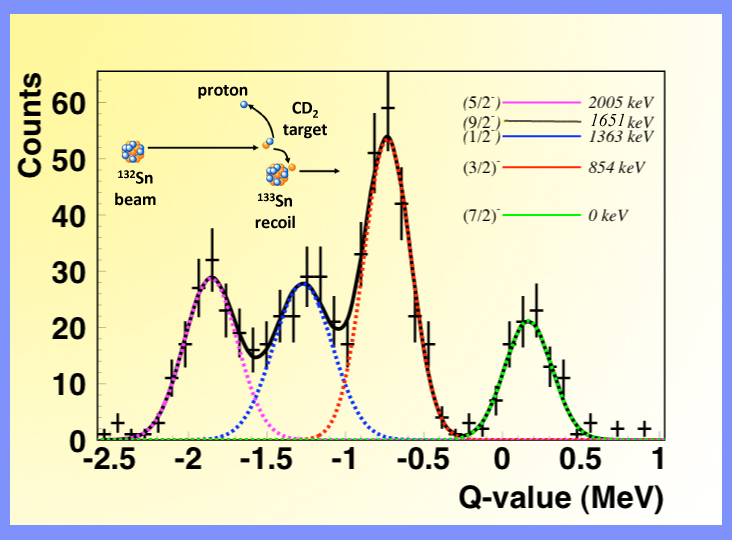 Counts
60
50
40
30
20
10
0
-2.5 -2 -1.5 -1 -0.5 0 0.5 1
Q-value (MeV)
proton
CD₂
target
¹³²Sn
beam
¹³³Sn
recoil
(5/2⁻) 2005 keV
(9/2⁻) 1651 keV
(1/2⁻) 1363 keV
(3/2)⁻ 854 keV
(7/2)⁻ 0 keV